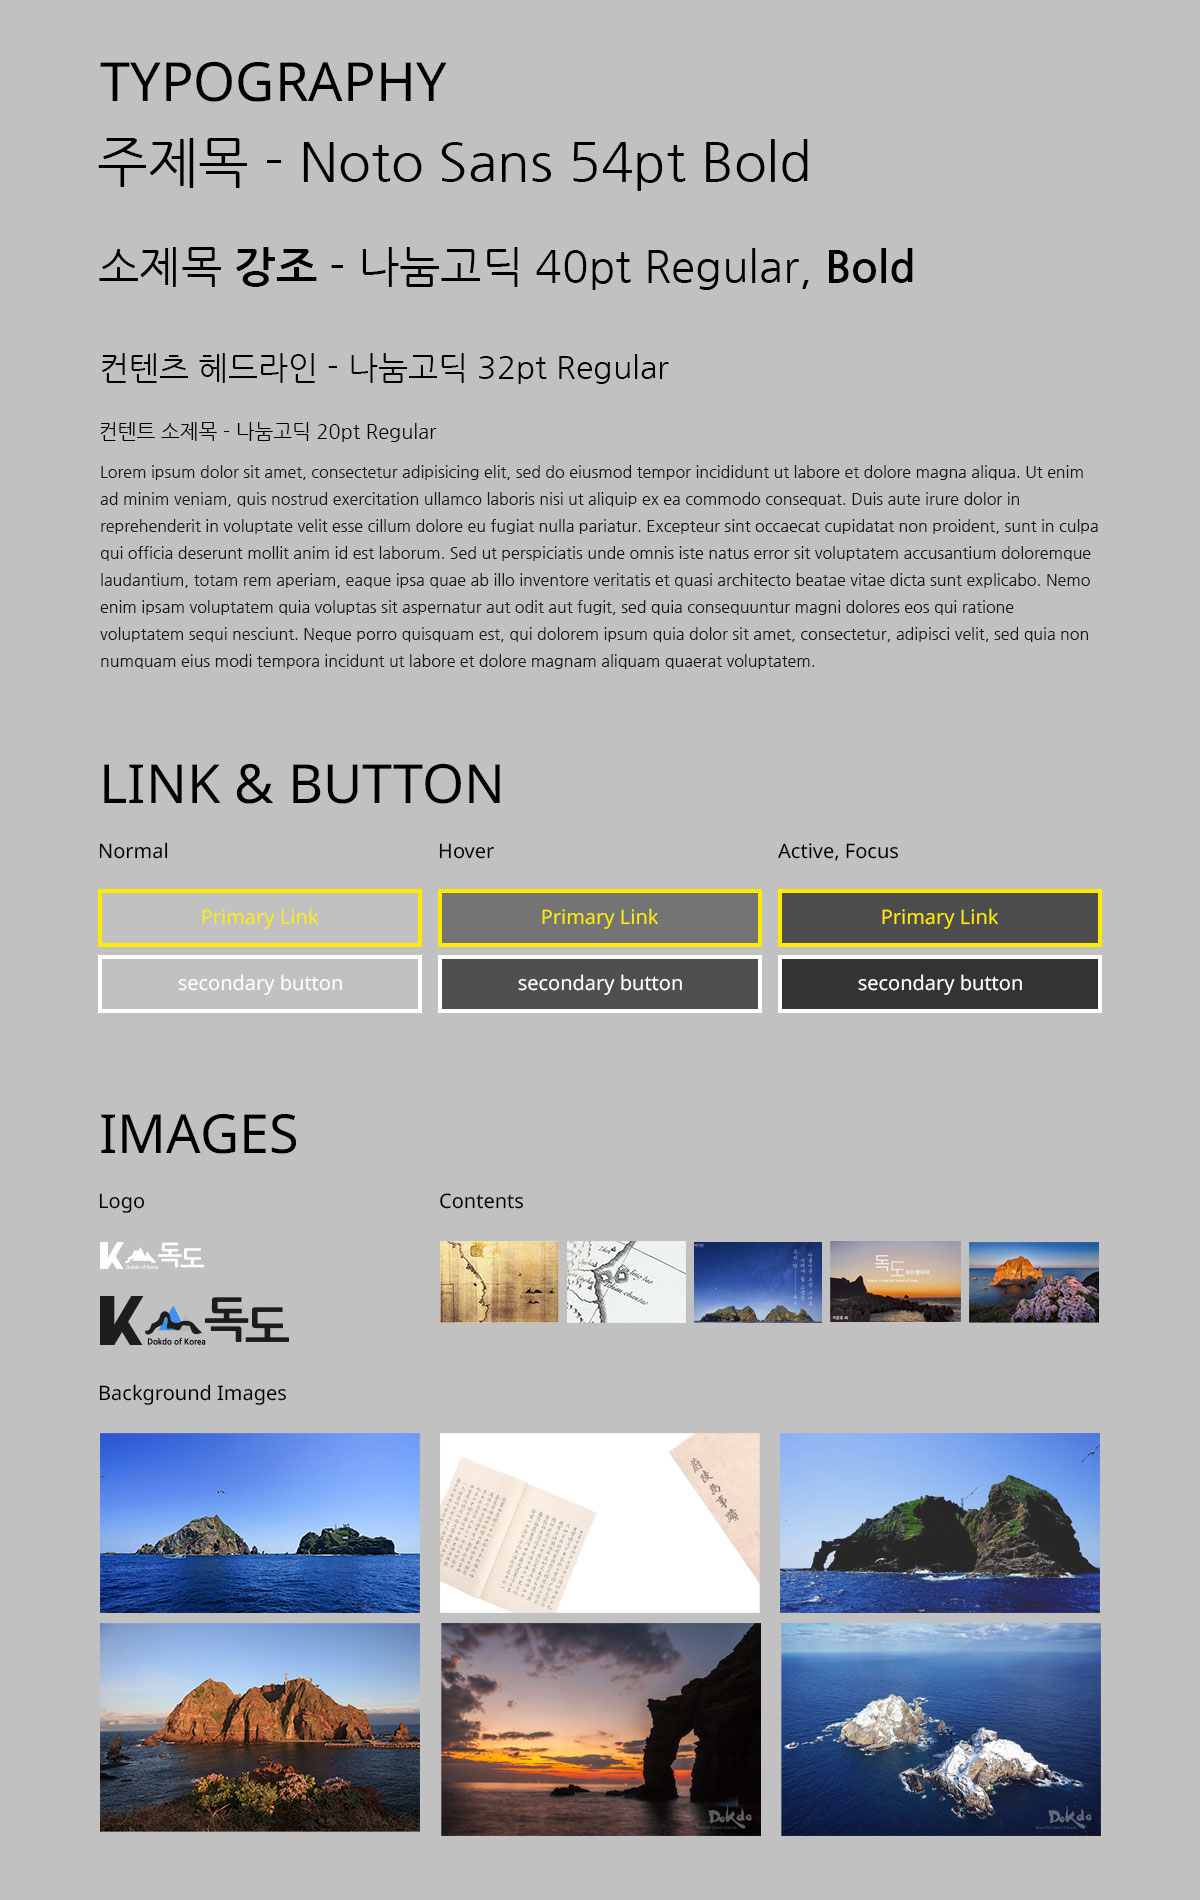 TYPOGRAPHY
주제목 - Noto Sans 54pt Bold
소제목 강조 - 나눔고딕 40pt Regular, Bold
컨텐츠 헤드라인 - 나눔고딕 32pt Regular
컨텐트 소제목 - 나눔고딕 20pt Regular
Lorem ipsum dolor sit amet, consectetur adipisicing elit, sed do eiusmod tempor incididunt ut labore et dolore magna aliqua. Ut enim
ad minim veniam, quis nostrud exercitation ullamco laboris nisi ut aliquip ex ea commodo consequat. Duis aute irure dolor in
reprehenderit in voluptate velit esse cillum dolore eu fugiat nulla pariatur. Excepteur sint occaecat cupidatat non proident, sunt in culpa
qui officia deserunt mollit anim id est laborum. Sed ut perspiciatis unde omnis iste natus error sit voluptatem accusantium doloremque
laudantium, totam rem aperiam, eaque ipsa quae ab illo inventore veritatis et quasi architecto beatae vitae dicta sunt explicabo. Nemo
enim ipsam voluptatem quia voluptas sit aspernatur aut odit aut fugit, sed quia consequuntur magni dolores eos qui ratione
voluptatem sequi nesciunt. Neque porro quisquam est, qui dolorem ipsum quia dolor sit amet, consectetur, adipisci velit, sed quia non
numquam eius modi tempora incidunt ut labore et dolore magnam aliquam quaerat voluptatem.
LINK & BUTTON
Normal
Hover
Active, Focus
Primary Link
Primary Link
Primary Link
secondary button
secondary button
secondary button
IMAGES
Logo
Contents
K 독도
Dokdo of Korea
독도
K 독도
Dokdo of Korea
Background Images
Dokdo
Dokdo